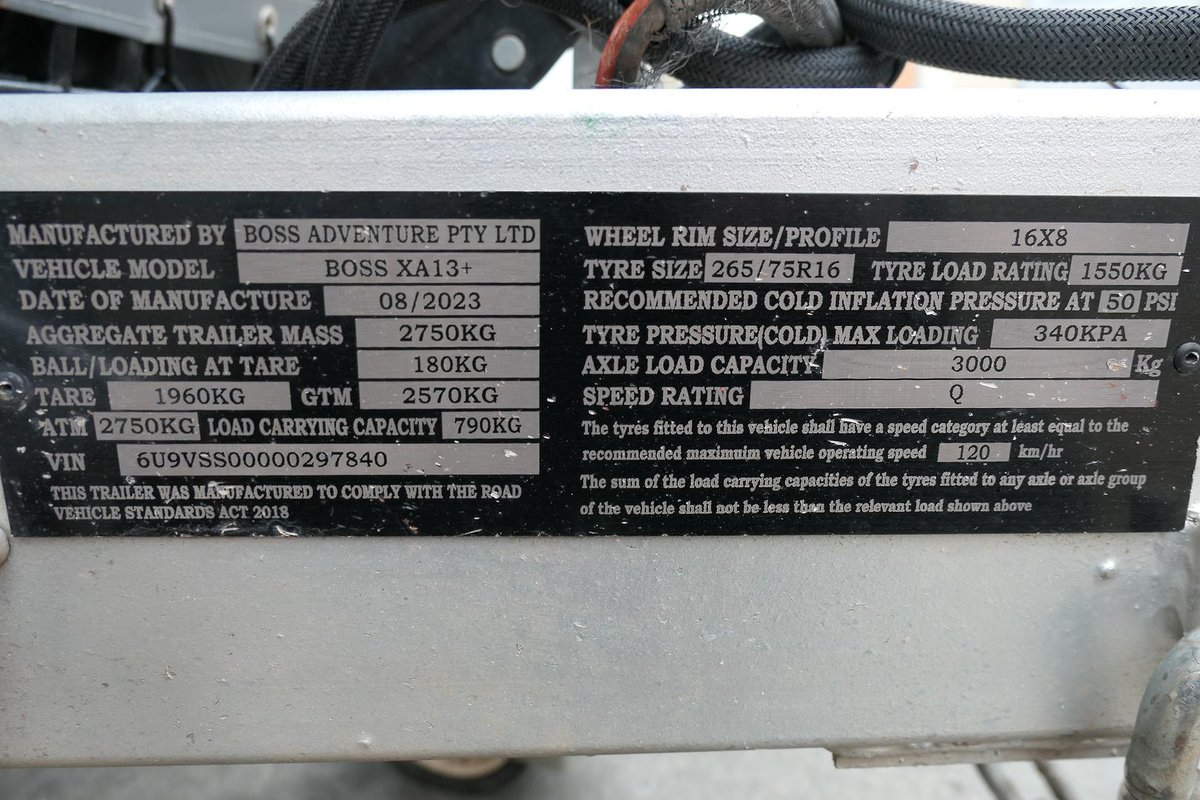 MANUFACTURED BY BOSS ADVENTURE PTY LTD
VEHICLE MODEL BOSS XA13+
DATE OF MANUFACTURE 08/2023
AGGREGATE TRAILER MASS 2750KG
BALL/LOADING AT TARE 180KG
TARE 1960KG GTM 2570KG
ATM 2750KG LOAD CARRYING CAPACITY 790KG
VIN 6U9VSS00000297840
THIS TRAILER WAS MANUFACTURED TO COMPLY WITH THE ROAD
VEHICLE STANDARDS ACT 2018
WHEEL RIM SIZE/PROFILE 16X8
TYRE SIZE 265/75R16 TYRE LOAD RATING 1550KG
RECOMMENDED COLD INFLATION PRESSURE AT 50 PSI
TYRE PRESSURE(COLD) MAX LOADING 340KPA
AXLE LOAD CAPACITY 3000 Kg
SPEED RATING Q
The tyres fitted to this vehicle shall have a speed category at least equal to the
recommended maximum vehicle operating speed 120 km/hr
The sum of the load carrying capacities of the tyres fitted to any axle or axle group
of the vehicle shall not be less than the relevant load shown above